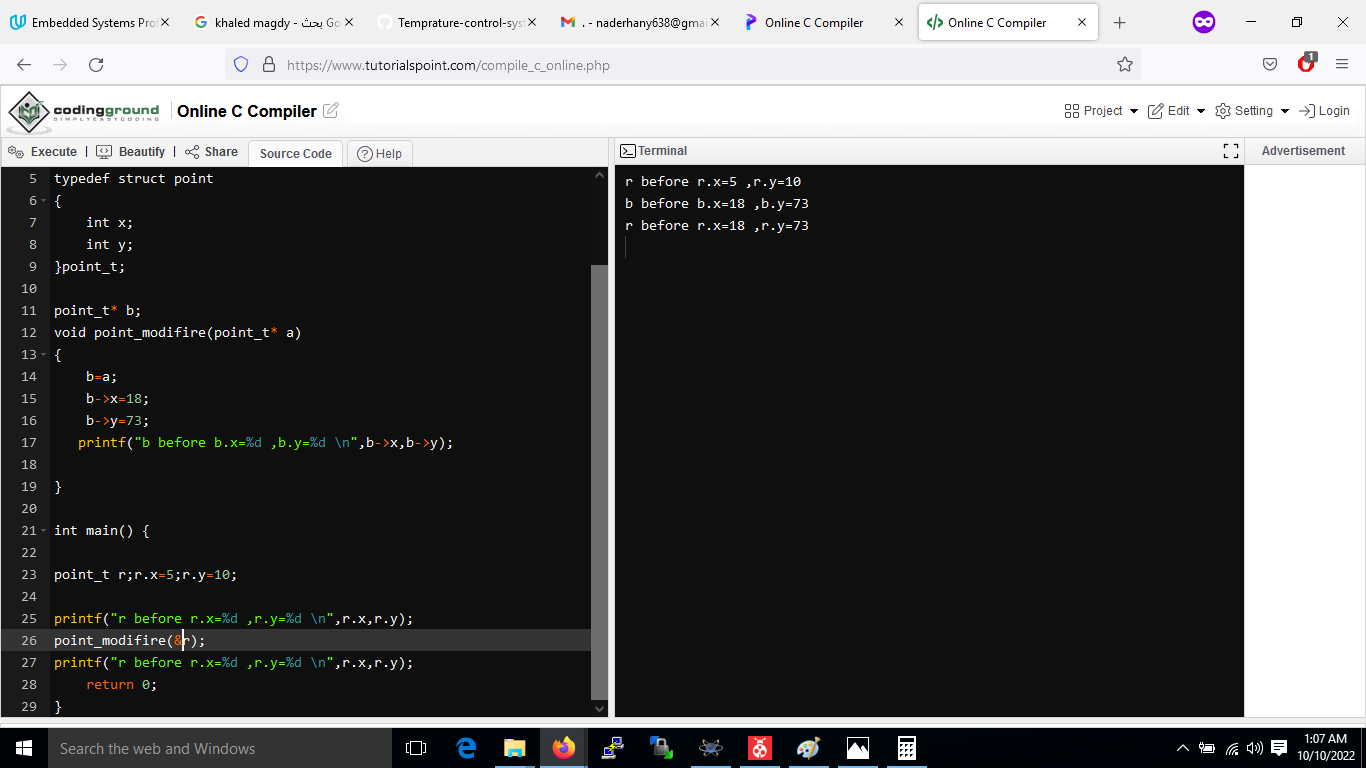 Embedded Systems Pro
khaled magdy - بحث Go
Temprature-control-sys
. - naderhany638@gma
Online C Compiler
Online C Compiler
https://www.tutorialspoint.com/compile_c_online.php
1
codingground
SIMPLYEASYCODING
Online C Compiler
Project
Edit
Setting
Login
Execute | Beautify | Share
Source Code
Help
Terminal
Advertisement
5 typedef struct point
6 {
7 int x;
8 int y;
9 }point_t;
10
11 point_t* b;
12 void point_modifire(point_t* a)
13 {
14 b=a;
15 b->x=18;
16 b->y=73;
17 printf("b before b.x=%d ,b.y=%d \n",b->x,b->y);
18
19 }
20
21 int main() {
22
23 point_t r;r.x=5;r.y=10;
24
25 printf("r before r.x=%d ,r.y=%d \n",r.x,r.y);
26 point_modifire(&r);
27 printf("r before r.x=%d ,r.y=%d \n",r.x,r.y);
28 return 0;
29 }
r before r.x=5 ,r.y=10
b before b.x=18 ,b.y=73
r before r.x=18 ,r.y=73
Search the web and Windows
1:07 AM
10/10/2022